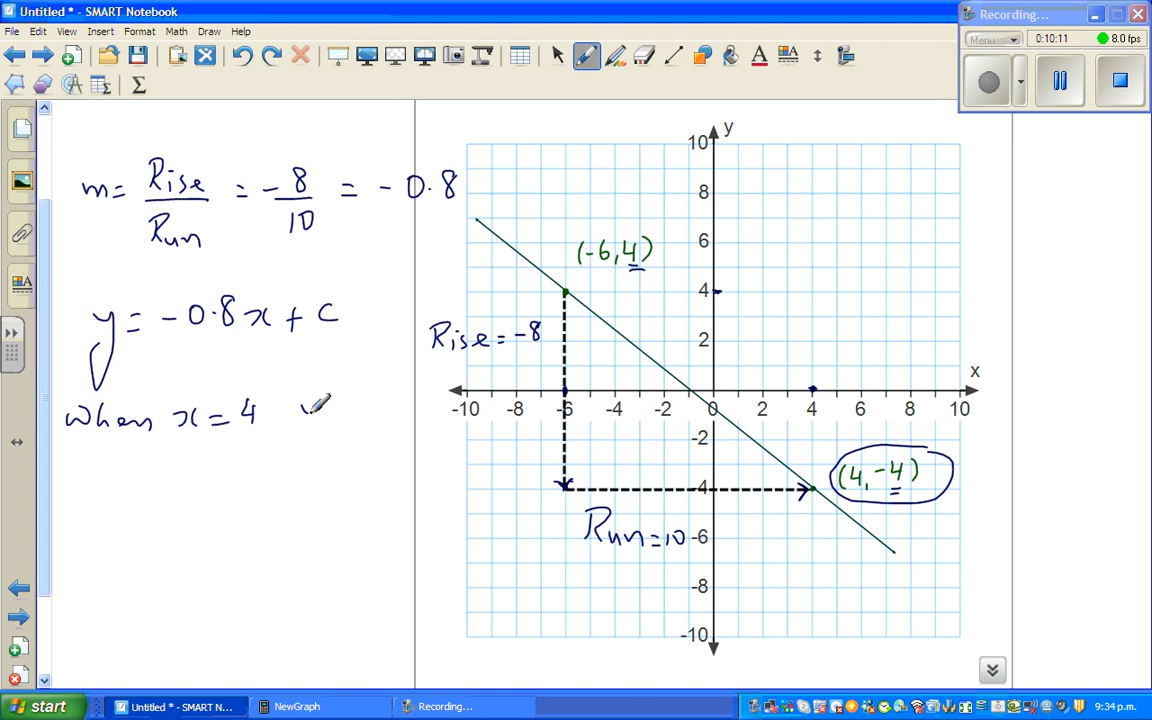 Untitled * - SMART Notebook
File Edit View Insert Format Math Draw Help
Recording...
Menu
0:10:11
8.0 fps
m = Rise / Run = - 8 / 10 = - 0.8
y = - 0.8x + c
when x = 4
y
x
10
8
6
4
2
-2
-4
-6
-8
-10
-10 -8 -6 -4 -2 0 2 4 6 8 10
(-6, 4)
Rise = -8
(4, -4)
Run = 10
start
Untitled * - SMART N...
NewGraph
Recording...
9:34 p.m.